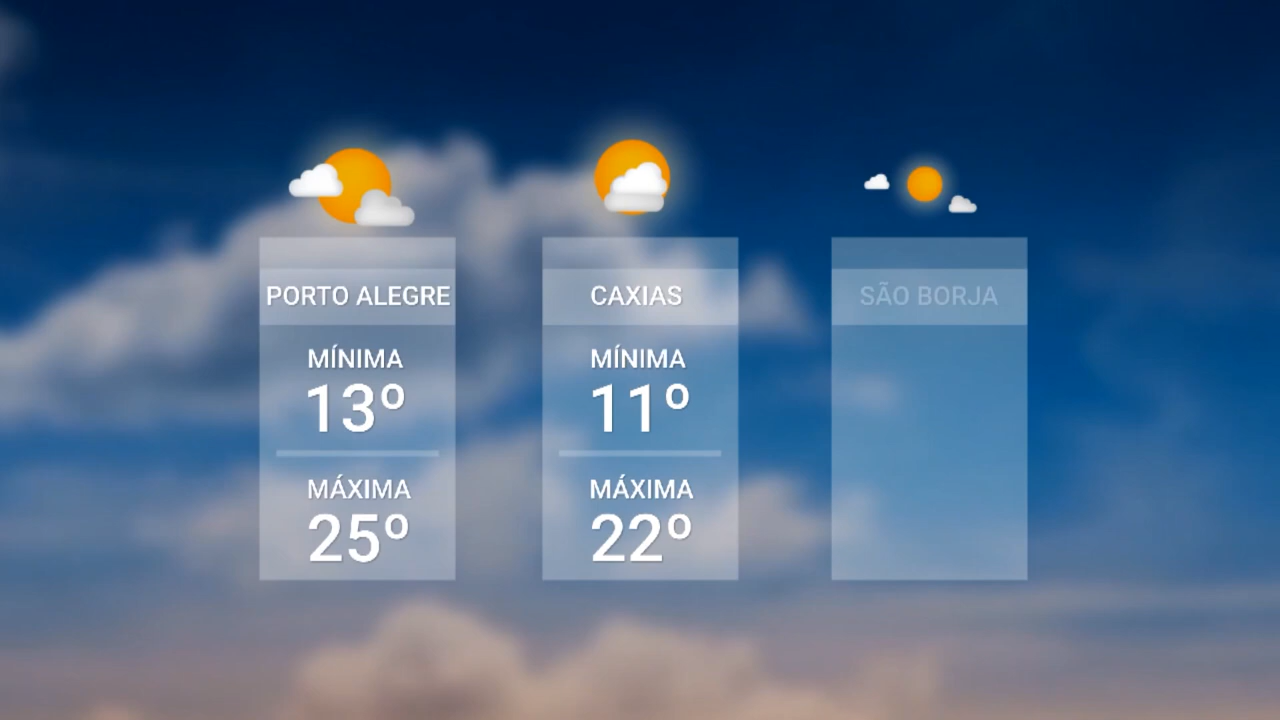 PORTO ALEGRE
MÍNIMA
13º
MÁXIMA
25º
CAXIAS
MÍNIMA
11º
MÁXIMA
22º
SÃO BORJA